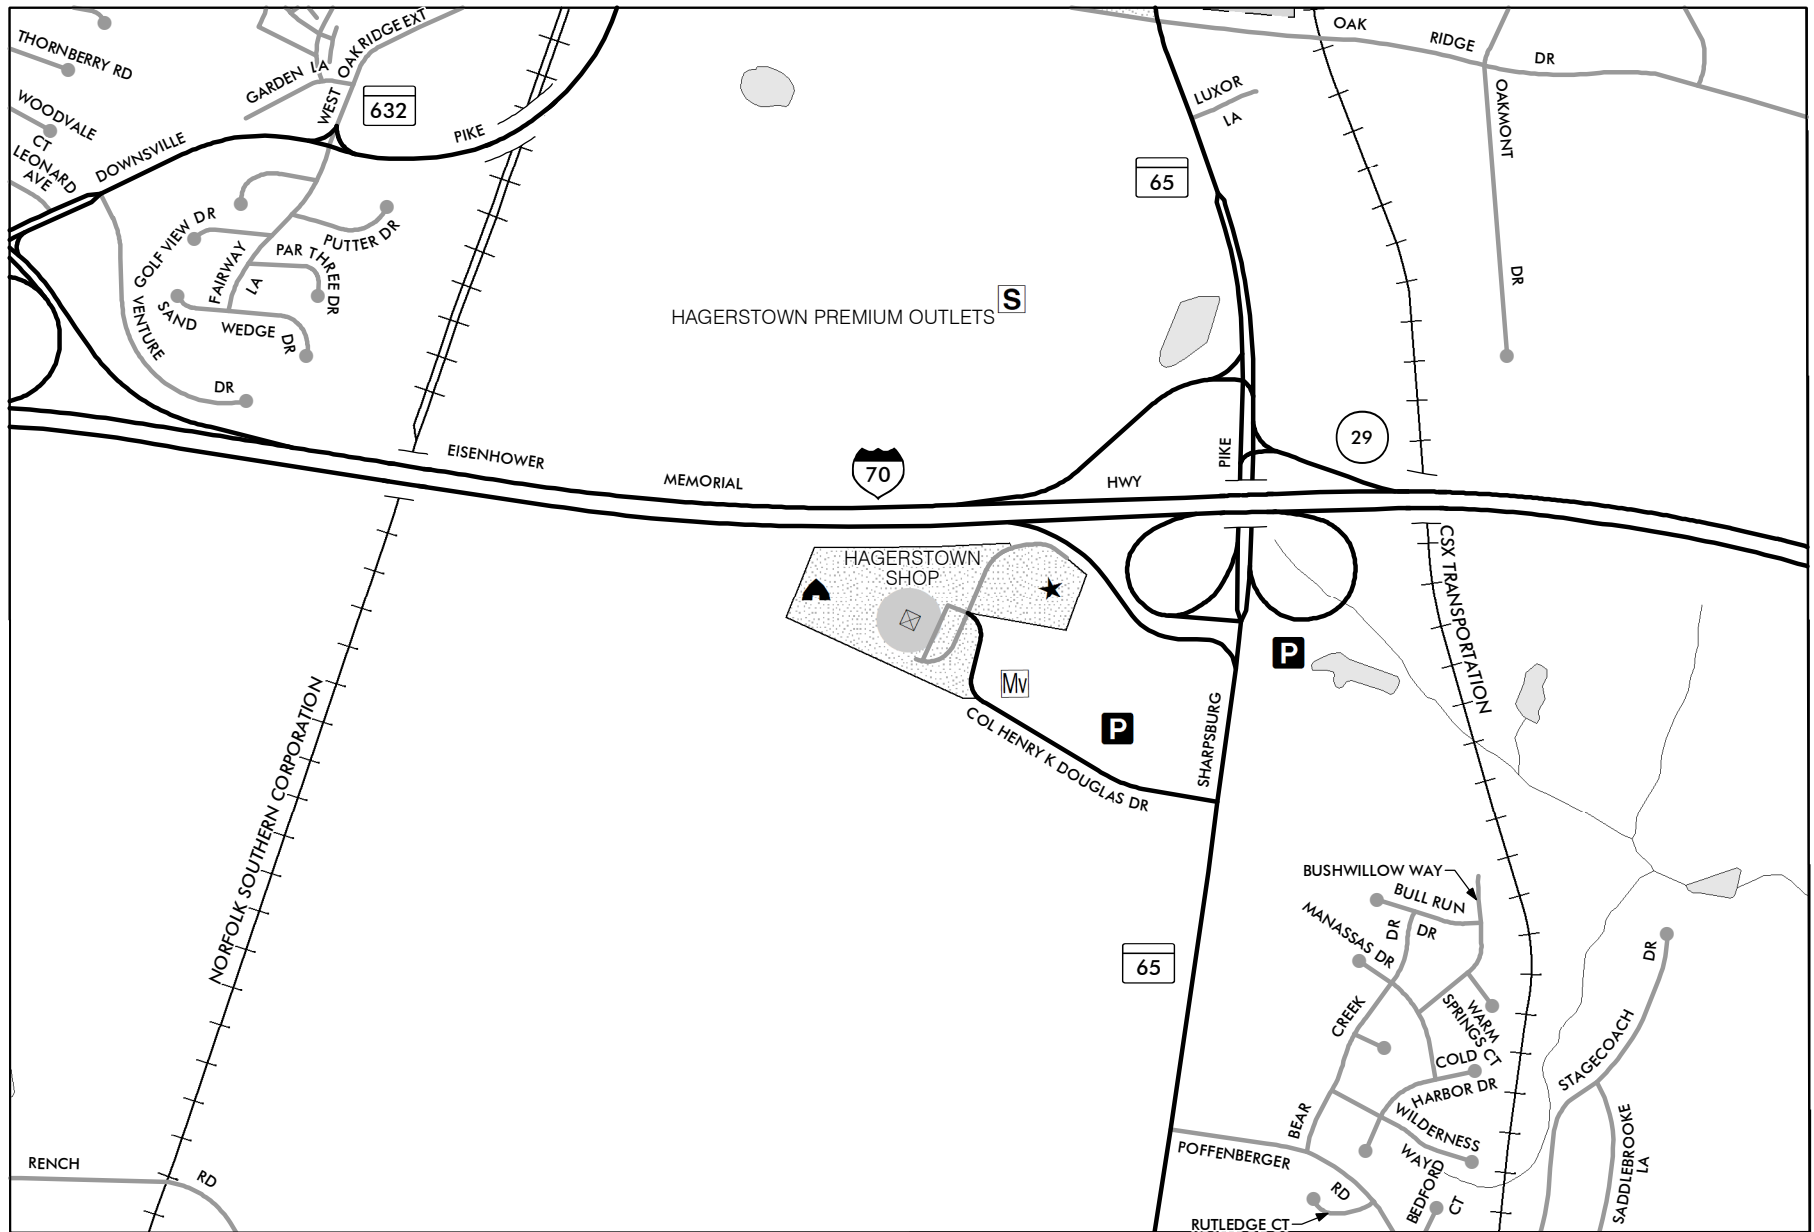 THORNBERRY RD
WEST OAK RIDGE EXT
GARDEN LA
632
PIKE
WOODVALE
CT
LEONARD
AVE
DOWNSVILLE
OAK RIDGE DR
LUXOR
LA
OAKMONT
DR
65
GOLF VIEW DR
FAIRWAY
LA
PUTTER DR
PAR THREE DR
SAND WEDGE DR
VENTURE
DR
HAGERSTOWN PREMIUM OUTLETS
S
EISENHOWER MEMORIAL HWY
70
PIKE
29
HAGERSTOWN
SHOP
CSX TRANSPORTATION
P
Mv
P
COL HENRY K DOUGLAS DR
SHARPSBURG
NORFOLK SOUTHERN CORPORATION
65
BUSHWILLOW WAY
BULL RUN
DR
MANASSAS DR
BEAR CREEK DR
WARM
SPRINGS CT
COLD
HARBOR DR
CT
WILDERNESS
WAY
STAGECOACH DR
SADDLEBROOKE
LA
POFFENBERGER
RD
BEDFORD
CT
RUTLEDGE CT
RENCH RD